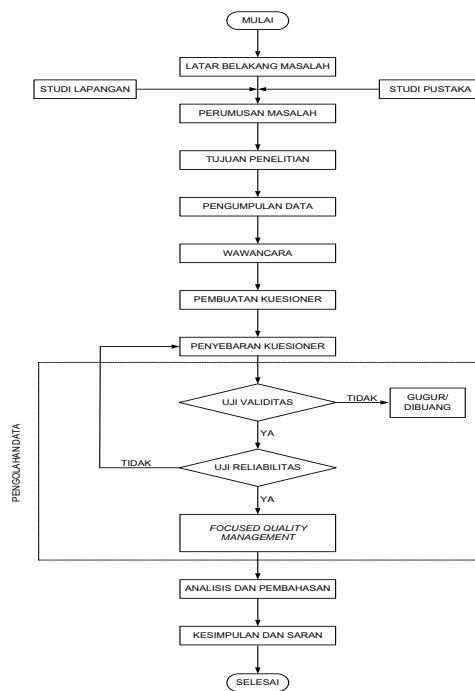 MULAI
LATAR BELAKANG MASALAH
STUDI LAPANGAN
STUDI PUSTAKA
PERUMUSAN MASALAH
TUJUAN PENELITIAN
PENGUMPULAN DATA
WAWANCARA
PEMBUATAN KUESIONER
PENYEBARAN KUESIONER
PENGOLAHAN DATA
UJI VALIDITAS
TIDAK
GUGUR/
DIBUANG
YA
TIDAK
UJI RELIABILITAS
YA
FOCUSED QUALITY
MANAGEMENT
ANALISIS DAN PEMBAHASAN
KESIMPULAN DAN SARAN
SELESAI